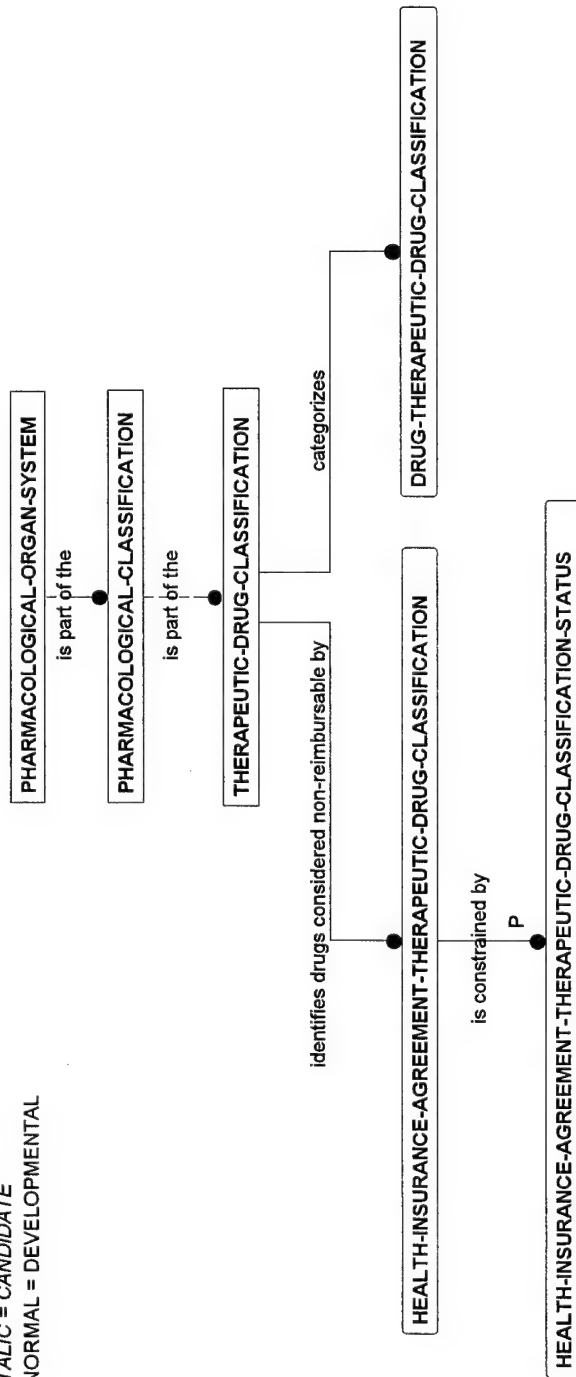 ITALIC = CANDIDATE
NORMAL = DEVELOPMENTAL
PHARMACOLOGICAL-ORGAN-SYSTEM
is part of the
PHARMACOLOGICAL-CLASSIFICATION
is part of the
THERAPEUTIC-DRUG-CLASSIFICATION
identifies drugs considered non-reimbursable by
categorizes
HEALTH-INSURANCE-AGREEMENT-THERAPEUTIC-DRUG-CLASSIFICATION
DRUG-THERAPEUTIC-DRUG-CLASSIFICATION
is constrained by
P
HEALTH-INSURANCE-AGREEMENT-THERAPEUTIC-DRUG-CLASSIFICATION-STATUS